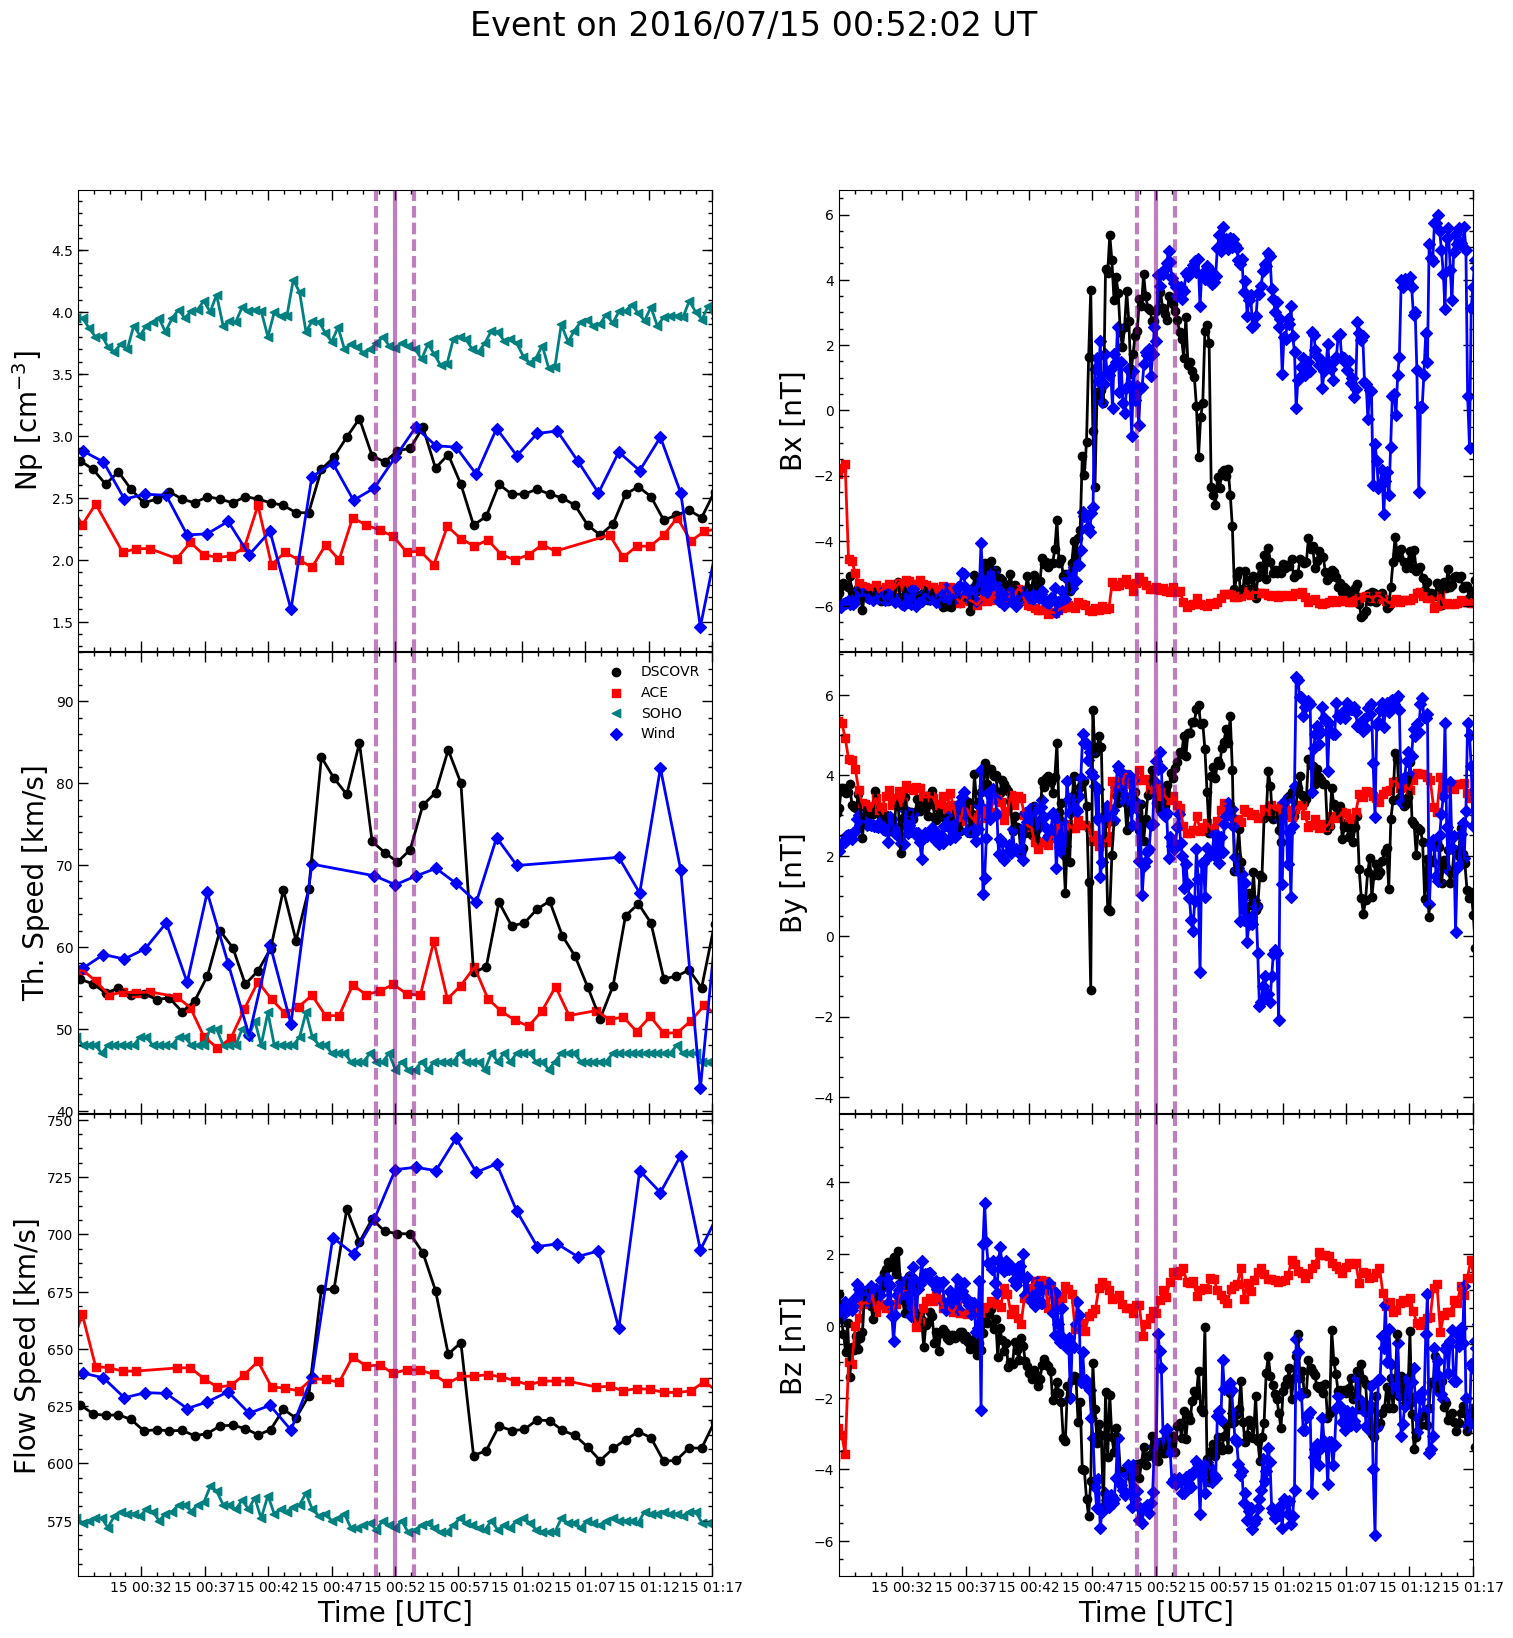 Event on 2016/07/15 00:52:02 UT
Np [cm⁻³]
4.5
4.0
3.5
3.0
2.5
2.0
1.5
Th. Speed [km/s]
90
80
70
60
50
40
DSCOVR
ACE
SOHO
Wind
Flow Speed [km/s]
750
725
700
675
650
625
600
575
15 00:32 15 00:37 15 00:42 15 00:47 15 00:52 15 00:57 15 01:02 15 01:07 15 01:12 15 01:17
Time [UTC]
Bx [nT]
6
4
2
0
−2
−4
−6
By [nT]
6
4
2
0
−2
−4
Bz [nT]
4
2
0
−2
−4
−6
15 00:32 15 00:37 15 00:42 15 00:47 15 00:52 15 00:57 15 01:02 15 01:07 15 01:12 15 01:17
Time [UTC]